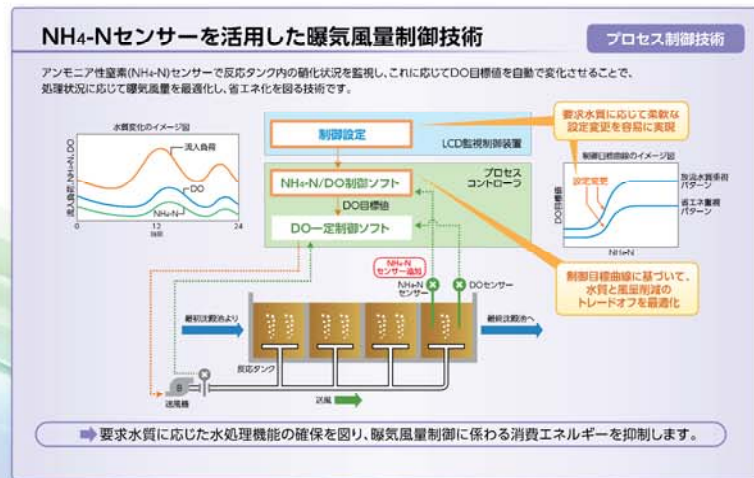 NH4-Nセンサーを活用した曝気風量制御技術
プロセス制御技術
アンモニア性窒素(NH4-N)センサーで反応タンク内の硝化状況を監視し、これに応じてDO目標値を自動で変化させることで、
処理状況に応じて曝気風量を最適化し、省エネ化を図る技術です。
水質変化のイメージ図
流入負荷,NH4-N,DO
流入負荷
DO
NH4-N
0
12
24
時刻
制御設定
LCD監視制御装置
NH4-N/DO制御ソフト
プロセス
コントローラ
DO目標値
DO一定制御ソフト
要求水質に応じて柔軟な
設定変更を容易に実現
制御目標曲線のイメージ図
DO目標値
設定変更
放流水質重視
パターン
省エネ重視
パターン
NH4-N
制御目標曲線に基づいて、
水質と風量削減の
トレードオフを最適化
NH4-N
センサー追加
NH4-N
センサー
DOセンサー
最初沈殿池より
最終沈殿池へ
反応タンク
B
送風機
送風
要求水質に応じた水処理機能の確保を図り、曝気風量制御に係わる消費エネルギーを抑制します。